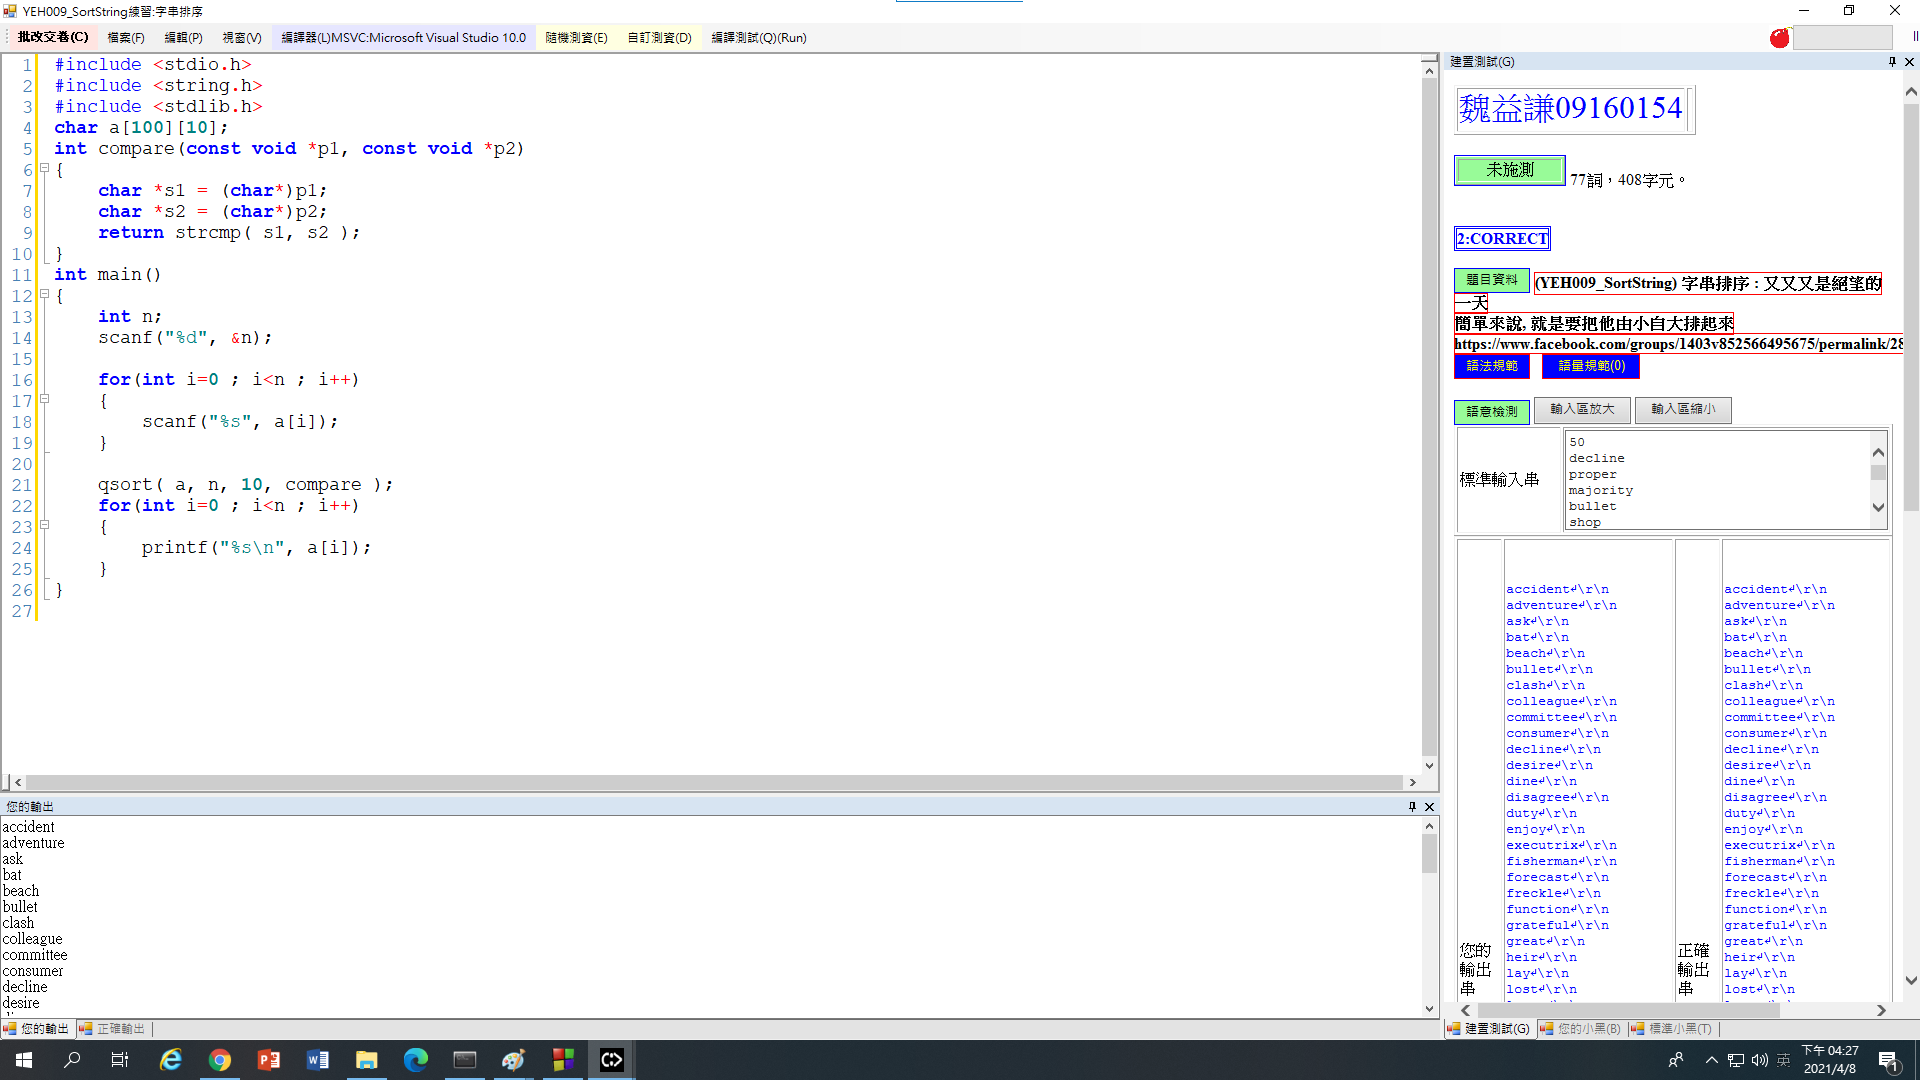 YEH009_SortString練習:字串排序
批改交卷(C) 檔案(F) 編輯(P) 視窗(V) 編譯器(L)MSVC:Microsoft Visual Studio 10.0 隨機測資(E) 自訂測資(D) 編譯測試(Q)(Run)
1 #include <stdio.h>
2 #include <string.h>
3 #include <stdlib.h>
4 char a[100][10];
5 int compare(const void *p1, const void *p2)
6 {
7     char *s1 = (char*)p1;
8     char *s2 = (char*)p2;
9     return strcmp( s1, s2 );
10 }
11 int main()
12 {
13     int n;
14     scanf("%d", &n);
15
16     for(int i=0 ; i<n ; i++)
17     {
18         scanf("%s", a[i]);
19     }
20
21     qsort( a, n, 10, compare );
22     for(int i=0 ; i<n ; i++)
23     {
24         printf("%s\n", a[i]);
25     }
26 }
27
您的輸出
accident
adventure
ask
bat
beach
bullet
clash
colleague
committee
consumer
decline
desire
您的輸出 正確輸出
建置測試(G)
魏益謙09160154
未施測 77詞，408字元。
2:CORRECT
題目資料 (YEH009_SortString) 字串排序 : 又又又是絕望的
一天
簡單來說, 就是要把他由小自大排起來
https://www.facebook.com/groups/1403v852566495675/permalink/28
語法規範 語量規範(0)
語意檢測 輸入區放大 輸入區縮小
標準輸入串
50
decline
proper
majority
bullet
shop
您的輸出串
accident↲\r\n
adventure↲\r\n
ask↲\r\n
bat↲\r\n
beach↲\r\n
bullet↲\r\n
clash↲\r\n
colleague↲\r\n
committee↲\r\n
consumer↲\r\n
decline↲\r\n
desire↲\r\n
dine↲\r\n
disagree↲\r\n
duty↲\r\n
enjoy↲\r\n
executrix↲\r\n
fisherman↲\r\n
forecast↲\r\n
freckle↲\r\n
function↲\r\n
grateful↲\r\n
great↲\r\n
heir↲\r\n
lay↲\r\n
lost↲\r\n
正確輸出串
accident↲\r\n
adventure↲\r\n
ask↲\r\n
bat↲\r\n
beach↲\r\n
bullet↲\r\n
clash↲\r\n
colleague↲\r\n
committee↲\r\n
consumer↲\r\n
decline↲\r\n
desire↲\r\n
dine↲\r\n
disagree↲\r\n
duty↲\r\n
enjoy↲\r\n
executrix↲\r\n
fisherman↲\r\n
forecast↲\r\n
freckle↲\r\n
function↲\r\n
grateful↲\r\n
great↲\r\n
heir↲\r\n
lay↲\r\n
lost↲\r\n
建置測試(G) 您的小黑(B) 標準小黑(T)
英
下午 04:27
2021/4/8
1